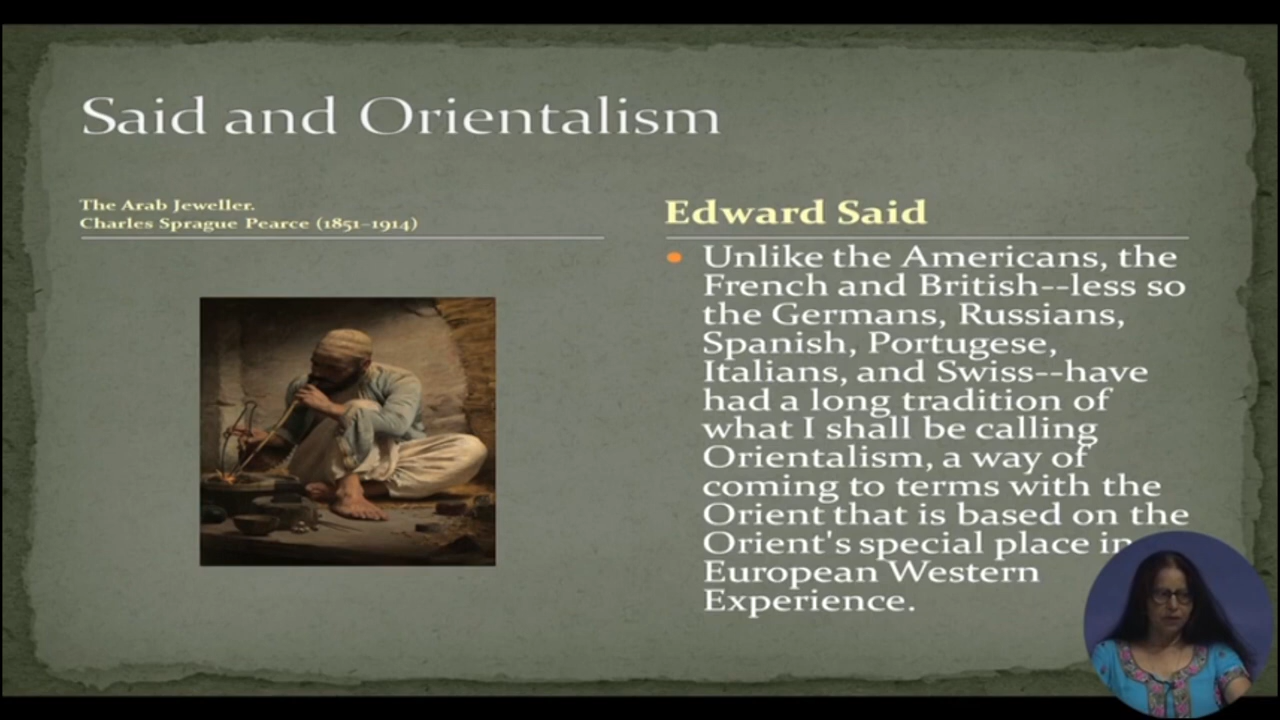 Said and Orientalism
The Arab Jeweller.
Charles Sprague Pearce (1851–1914)
Edward Said
Unlike the Americans, the
French and British--less so
the Germans, Russians,
Spanish, Portugese,
Italians, and Swiss--have
had a long tradition of
what I shall be calling
Orientalism, a way of
coming to terms with the
Orient that is based on the
Orient's special place in
European Western
Experience.